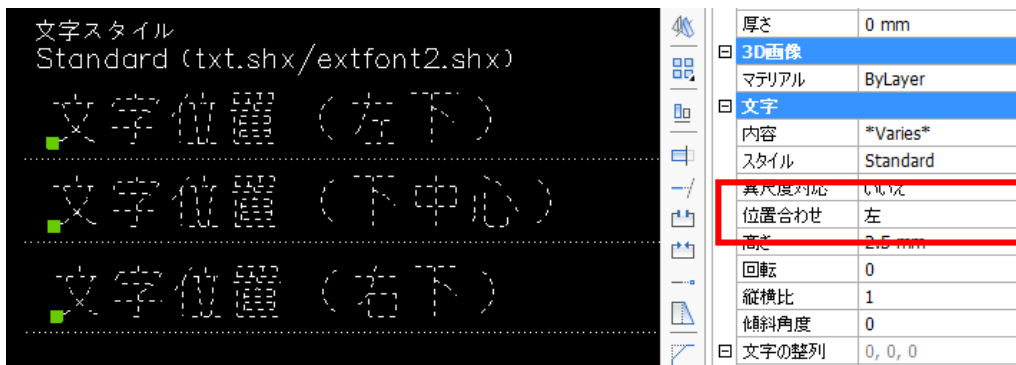 文字スタイル
Standard (txt.shx/extfont2.shx)
文字位置(左下)
文字位置(下中心)
文字位置(右下)
厚さ 0 mm
3D画像
マテリアル ByLayer
文字
内容 *Varies*
スタイル Standard
異尺度対応 いいえ
位置合わせ 左
高さ 2.5 mm
回転 0
縦横比 1
傾斜角度 0
文字の整列 0, 0, 0